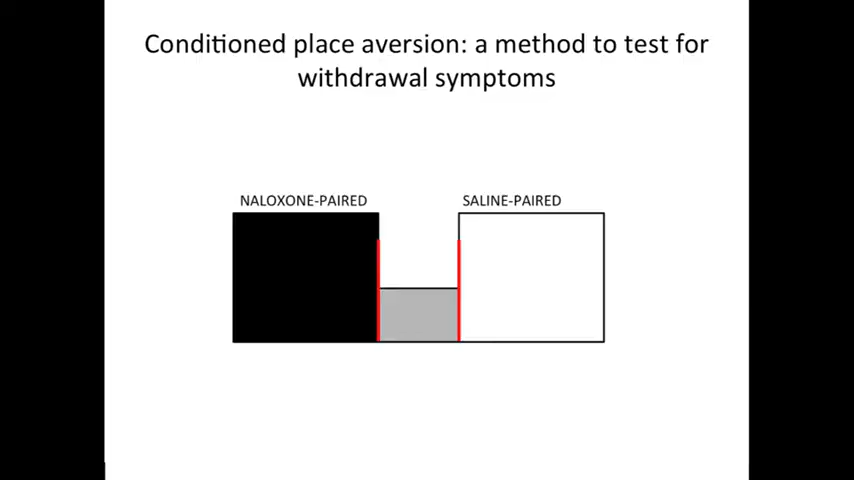 Conditioned place aversion: a method to test for
withdrawal symptoms
NALOXONE-PAIRED
SALINE-PAIRED